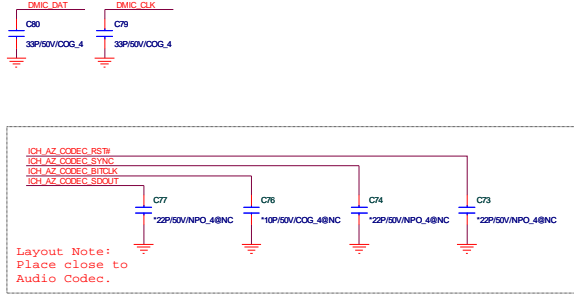 DMIC_DAT
DMIC_CLK
C80
C79
33P/50V/COG_4
33P/50V/COG_4
ICH_AZ_CODEC_RST#
ICH_AZ_CODEC_SYNC
ICH_AZ_CODEC_BITCLK
ICH_AZ_CODEC_SDOUT
C77
C76
C74
C73
*22P/50V/NPO_4@NC
*10P/50V/COG_4@NC
*22P/50V/NPO_4@NC
*22P/50V/NPO_4@NC
Layout Note:
Place close to
Audio Codec.